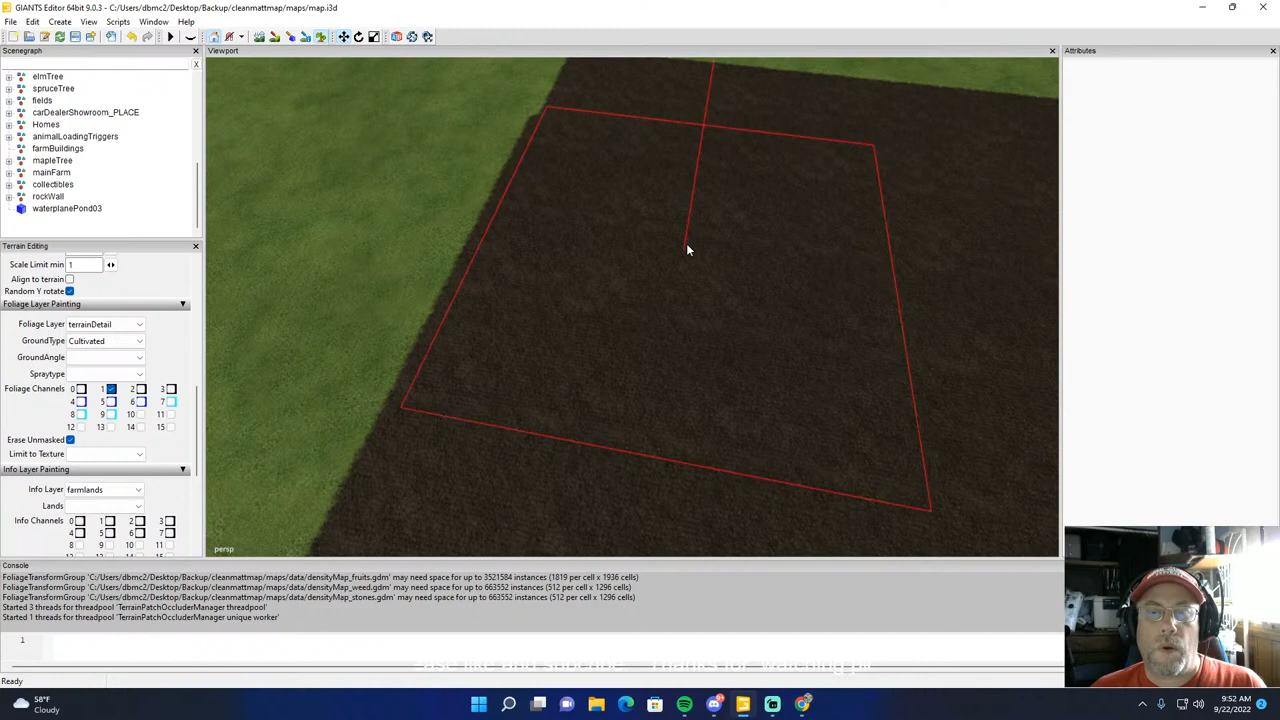 GIANTS Editor 64bit 9.0.3 - C:/Users/dbmc2/Desktop/Backup/cleanmattmap/maps/map.i3d
File Edit Create View Scripts Window Help
Scenegraph
Viewport
Attributes
elmTree
spruceTree
fields
carDealerShowroom_PLACE
Homes
animalLoadingTriggers
farmBuildings
mapleTree
mainFarm
collectibles
rockWall
waterplanePond03
Terrain Editing
Scale Limit min 1
Align to terrain
Random Y rotate
Foliage Layer Painting
Foliage Layer terrainDetail
GroundType Cultivated
GroundAngle
Spraytype
Foliage Channels 0 1 2 3
4 5 6 7
8 9 10 11
12 13 14 15
Erase Unmasked
Limit to Texture
Info Layer Painting
Info Layer farmlands
Lands
Info Channels 0 1 2 3
4 5 6 7
8 9 10 11
persp
Console
FoliageTransformGroup 'C:/Users/dbmc2/Desktop/Backup/cleanmattmap/maps/data/densityMap_fruits.gdm' may need space for up to 3521584 instances (1819 per cell x 1936 cells)
FoliageTransformGroup 'C:/Users/dbmc2/Desktop/Backup/cleanmattmap/maps/data/densityMap_weed.gdm' may need space for up to 663552 instances (512 per cell x 1296 cells)
FoliageTransformGroup 'C:/Users/dbmc2/Desktop/Backup/cleanmattmap/maps/data/densityMap_stones.gdm' may need space for up to 663552 instances (512 per cell x 1296 cells)
Started 3 threads for threadpool 'TerrainPatchOccluderManager threadpool'
Started 1 threads for threadpool 'TerrainPatchOccluderManager unique worker'
1
Ready
58°F
Cloudy
9:52 AM
9/22/2022